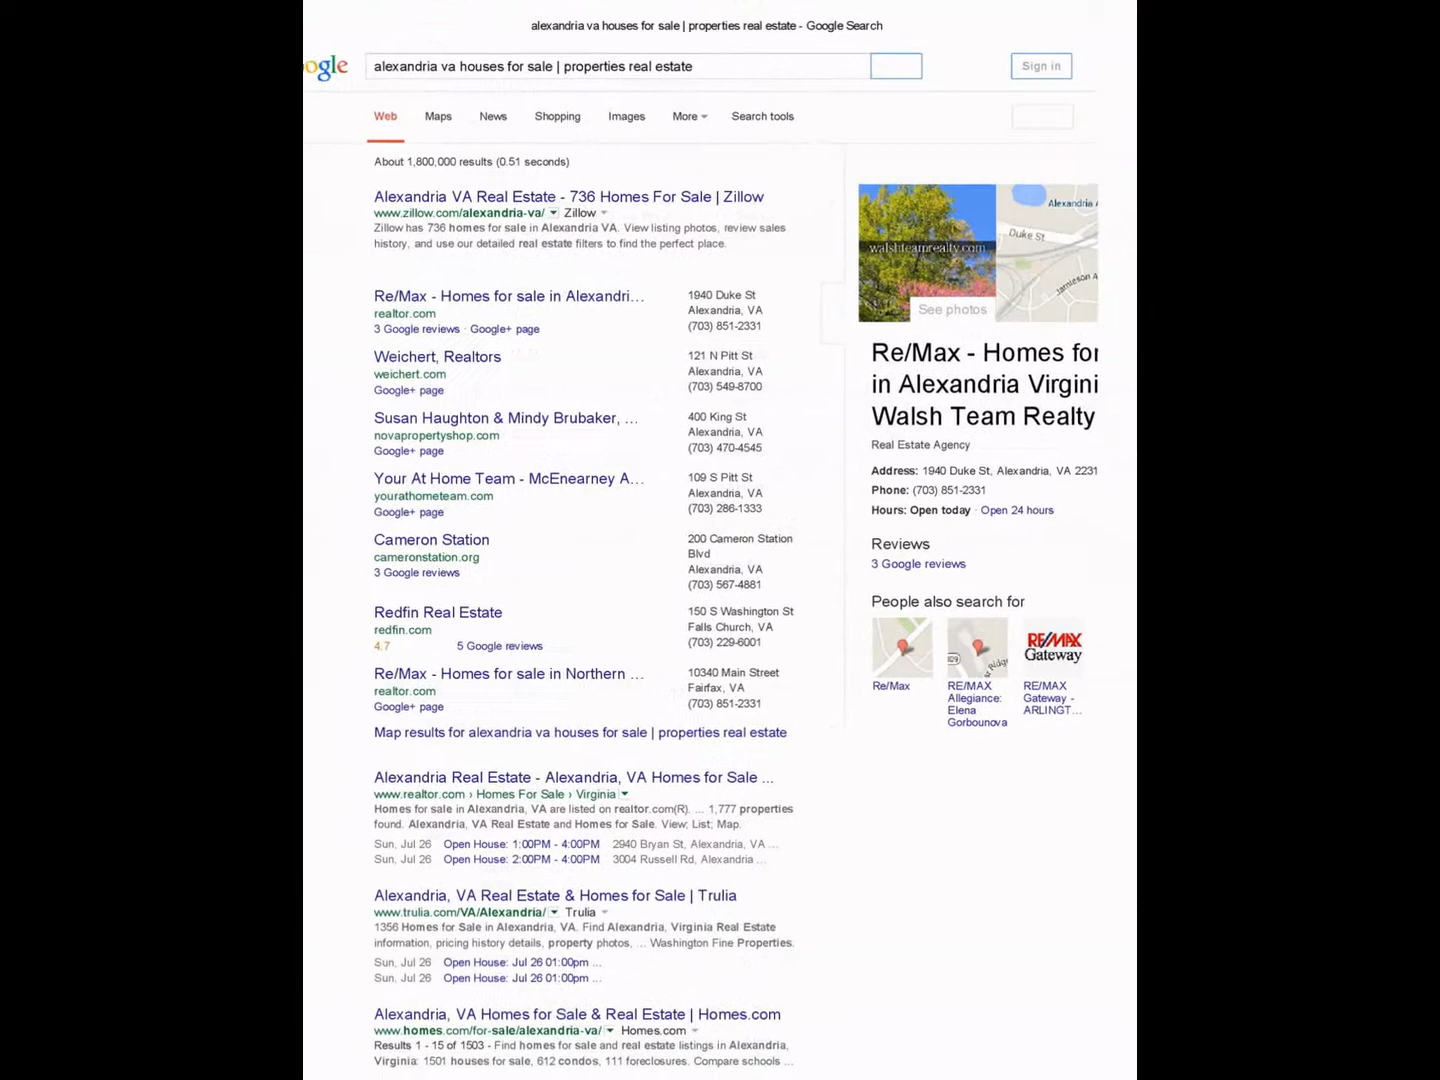 alexandria va houses for sale | properties real estate - Google Search
ogle
alexandria va houses for sale | properties real estate
Sign in
Web Maps News Shopping Images More Search tools
About 1,800,000 results (0.51 seconds)
Alexandria VA Real Estate - 736 Homes For Sale | Zillow
www.zillow.com/alexandria-va/ Zillow
Zillow has 736 homes for sale in Alexandria VA. View listing photos, review sales
history, and use our detailed real estate filters to find the perfect place.
Re/Max - Homes for sale in Alexandri...
realtor.com
3 Google reviews · Google+ page
1940 Duke St
Alexandria, VA
(703) 851-2331
Weichert, Realtors
weichert.com
Google+ page
121 N Pitt St
Alexandria, VA
(703) 549-8700
Susan Haughton & Mindy Brubaker, ...
novapropertyshop.com
Google+ page
400 King St
Alexandria, VA
(703) 470-4545
Your At Home Team - McEnearney A...
yourathometeam.com
Google+ page
109 S Pitt St
Alexandria, VA
(703) 286-1333
Cameron Station
cameronstation.org
3 Google reviews
200 Cameron Station
Blvd
Alexandria, VA
(703) 567-4881
Redfin Real Estate
redfin.com
4.7 5 Google reviews
150 S Washington St
Falls Church, VA
(703) 229-6001
Re/Max - Homes for sale in Northern ...
realtor.com
Google+ page
10340 Main Street
Fairfax, VA
(703) 851-2331
Map results for alexandria va houses for sale | properties real estate
Alexandria Real Estate - Alexandria, VA Homes for Sale ...
www.realtor.com › Homes For Sale › Virginia
Homes for sale in Alexandria, VA are listed on realtor.com(R). ... 1,777 properties
found. Alexandria, VA Real Estate and Homes for Sale. View; List; Map.
Sun, Jul 26 Open House: 1:00PM - 4:00PM 2940 Bryan St, Alexandria, VA ...
Sun, Jul 26 Open House: 2:00PM - 4:00PM 3004 Russell Rd, Alexandria ...
Alexandria, VA Real Estate & Homes for Sale | Trulia
www.trulia.com/VA/Alexandria/ Trulia
1356 Homes for Sale in Alexandria, VA. Find Alexandria, Virginia Real Estate
information, pricing history details, property photos, ... Washington Fine Properties.
Sun, Jul 26 Open House: Jul 26 01:00pm ...
Sun, Jul 26 Open House: Jul 26 01:00pm ...
Alexandria, VA Homes for Sale & Real Estate | Homes.com
www.homes.com/for-sale/alexandria-va/ Homes.com
Results 1 - 15 of 1503 - Find homes for sale and real estate listings in Alexandria,
Virginia: 1501 houses for sale, 612 condos, 111 foreclosures. Compare schools ...
walshteamrealty.com
See photos
Alexandria A
Duke St
Jamieson A
Re/Max - Homes for
in Alexandria Virgini
Walsh Team Realty
Real Estate Agency
Address: 1940 Duke St, Alexandria, VA 2231
Phone: (703) 851-2331
Hours: Open today · Open 24 hours
Reviews
3 Google reviews
People also search for
RE/MAX
Gateway
Re/Max
RE/MAX
Allegiance:
Elena
Gorbounova
RE/MAX
Gateway -
ARLINGT...